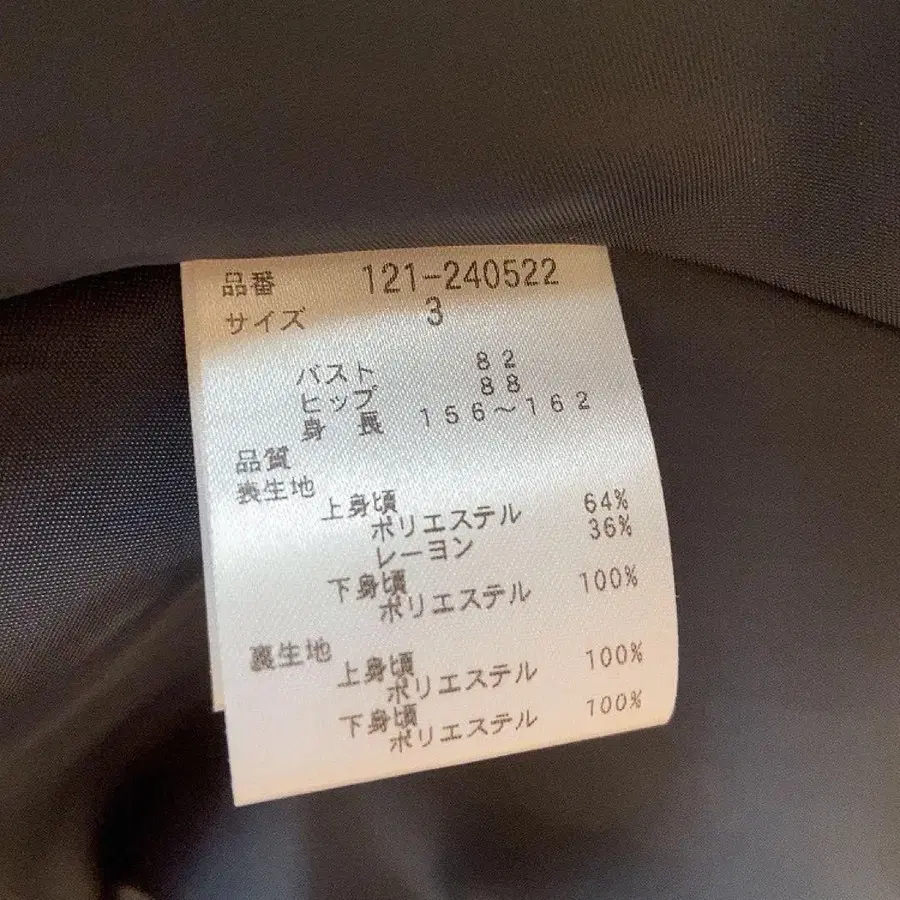 品番 121-240522
サイズ 3
バスト 82
ヒップ 88
身長 156～162
品質
表生地
上身頃
ポリエステル 64%
レーヨン 36%
下身頃
ポリエステル 100%
裏生地
上身頃
ポリエステル 100%
下身頃
ポリエステル 100%